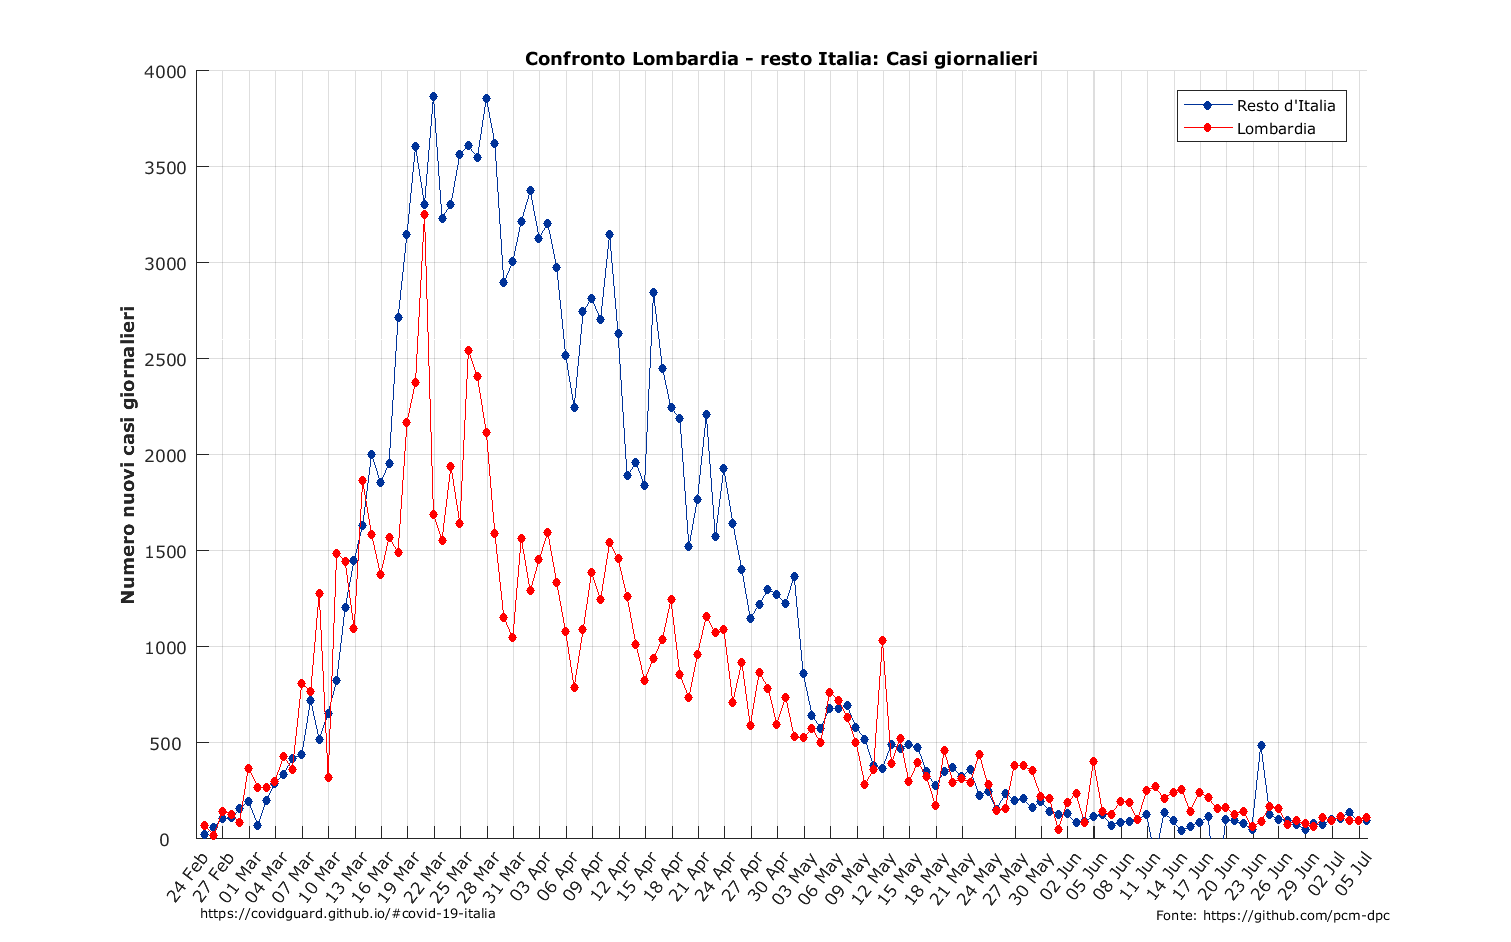 Confronto Lombardia - resto Italia: Casi giornalieri
4000
3500
3000
2500
2000
1500
1000
500
0
Numero nuovi casi giornalieri
Resto d'Italia
Lombardia
24 Feb
27 Feb
01 Mar
04 Mar
07 Mar
10 Mar
13 Mar
16 Mar
19 Mar
22 Mar
25 Mar
28 Mar
31 Mar
03 Apr
06 Apr
09 Apr
12 Apr
15 Apr
18 Apr
21 Apr
24 Apr
27 Apr
30 Apr
03 May
06 May
09 May
12 May
15 May
18 May
21 May
24 May
27 May
30 May
02 Jun
05 Jun
08 Jun
11 Jun
14 Jun
17 Jun
20 Jun
23 Jun
26 Jun
29 Jun
02 Jul
05 Jul
https://covidguard.github.io/#covid-19-italia
Fonte: https://github.com/pcm-dpc